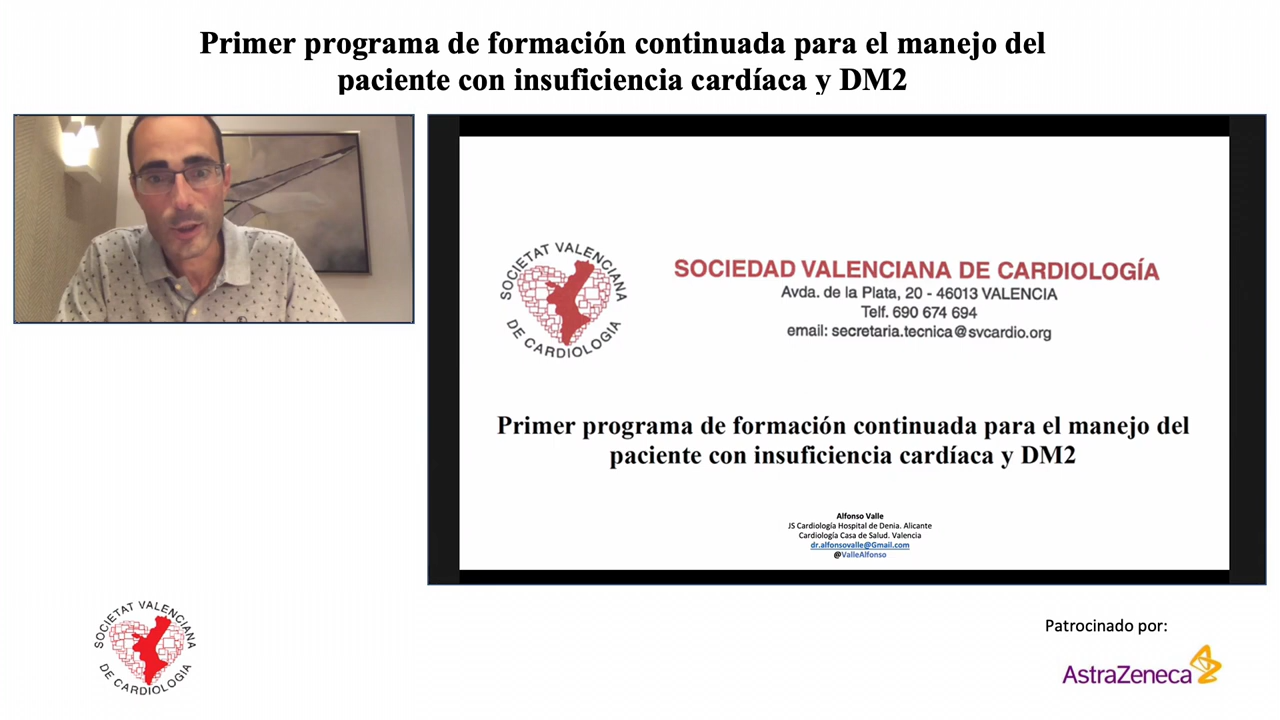 Primer programa de formación continuada para el manejo del
paciente con insuficiencia cardíaca y DM2
SOCIETAT VALENCIANA
DE CARDIOLOGIA
SOCIEDAD VALENCIANA DE CARDIOLOGÍA
Avda. de la Plata, 20 - 46013 VALENCIA
Telf. 690 674 694
email: secretaria.tecnica@svcardio.org
Primer programa de formación continuada para el manejo del
paciente con insuficiencia cardíaca y DM2
Alfonso Valle
JS Cardiología Hospital de Denia. Alicante
Cardiología Casa de Salud. Valencia
dr.alfonsovalle@Gmail.com
@ValleAlfonso
SOCIETAT VALENCIANA
DE CARDIOLOGIA
Patrocinado por:
AstraZeneca